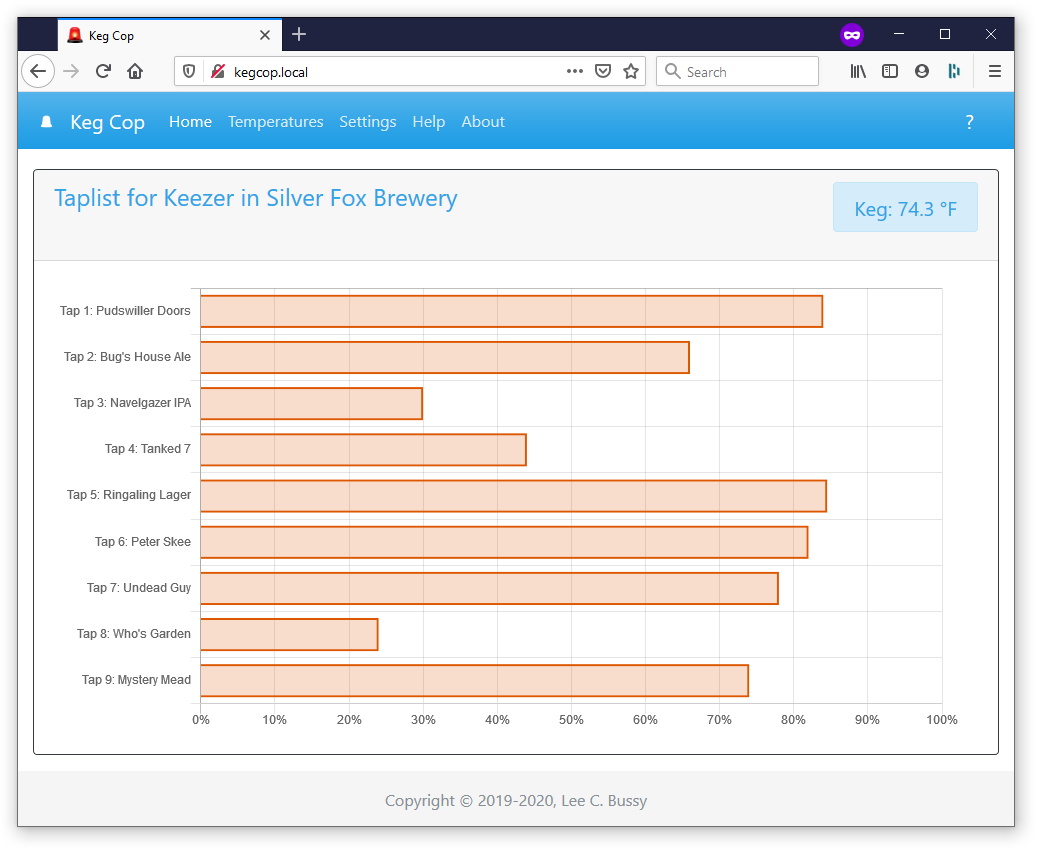 Keg Cop
kegcop.local
Search
Keg Cop Home Temperatures Settings Help About ?
Taplist for Keezer in Silver Fox Brewery
Keg: 74.3 °F
Tap 1: Pudswiller Doors
Tap 2: Bug's House Ale
Tap 3: Navelgazer IPA
Tap 4: Tanked 7
Tap 5: Ringaling Lager
Tap 6: Peter Skee
Tap 7: Undead Guy
Tap 8: Who's Garden
Tap 9: Mystery Mead
0% 10% 20% 30% 40% 50% 60% 70% 80% 90% 100%
Copyright © 2019-2020, Lee C. Bussy